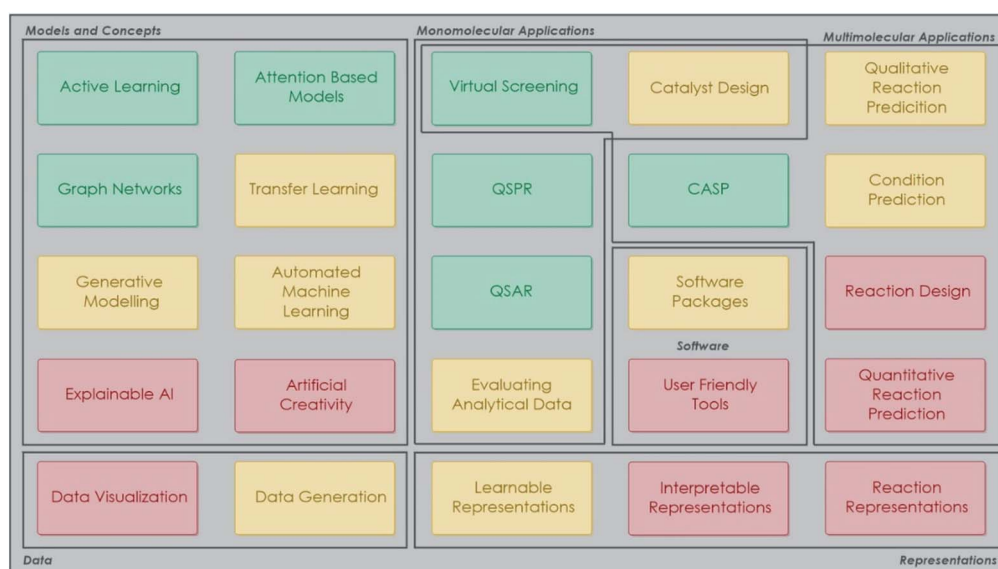 Models and Concepts
Monomolecular Applications
Multimolecular Applications
Active Learning
Attention Based
Models
Virtual Screening
Catalyst Design
Qualitative
Reaction
Predicition
Graph Networks
Transfer Learning
QSPR
CASP
Condition
Prediction
Generative
Modelling
Automated
Machine
Learning
QSAR
Software
Packages
Reaction Design
Software
Explainable AI
Artificial
Creativity
Evaluating
Analytical Data
User Friendly
Tools
Quantitative
Reaction
Prediction
Data Visualization
Data Generation
Learnable
Representations
Interpretable
Representations
Reaction
Representations
Data
Representations